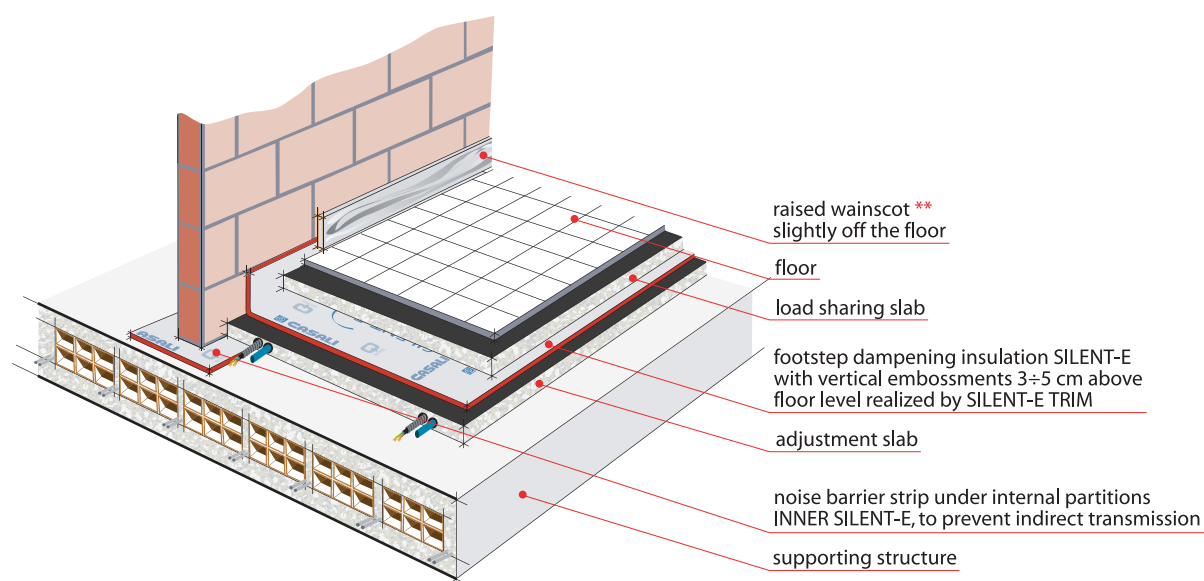 raised wainscot **
slightly off the floor
floor
load sharing slab
footstep dampening insulation SILENT-E
with vertical embossments 3÷5 cm above
floor level realized by SILENT-E TRIM
adjustment slab
noise barrier strip under internal partitions
INNER SILENT-E, to prevent indirect transmission
supporting structure
CASALI
CASALI
CASALI